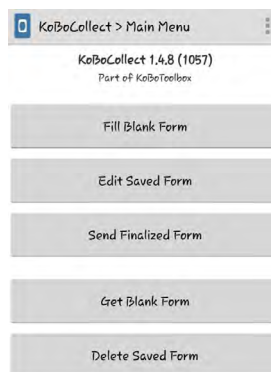 KoBoCollect > Main Menu
KoBoCollect 1.4.8 (1057)
Part of KoBoToolbox
Fill Blank Form
Edit Saved Form
Send Finalized Form
Get Blank Form
Delete Saved Form